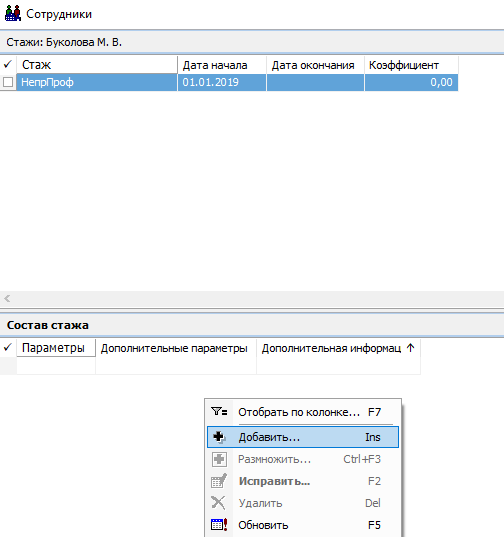 Сотрудники
Стажи: Буколова М. В.
✓ Стаж Дата начала Дата окончания Коэффициент
НепрПроф 01.01.2019 0,00
Состав стажа
✓ Параметры Дополнительные параметры Дополнительная информац ↑
Отобрать по колонке... F7
Добавить... Ins
Размножить... Ctrl+F3
Исправить... F2
Удалить Del
Обновить F5